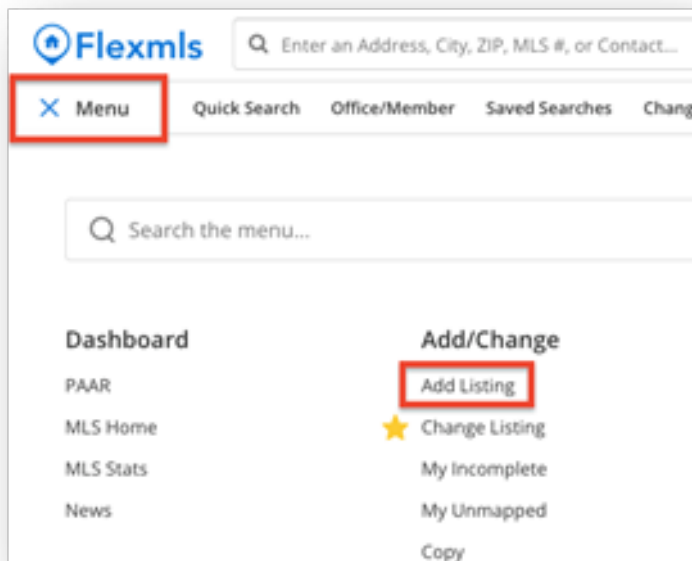 Flexmls
Enter an Address, City, ZIP, MLS #, or Contact...
Menu Quick Search Office/Member Saved Searches Chang
Search the menu...
Dashboard Add/Change
PAAR Add Listing
MLS Home Change Listing
MLS Stats My Incomplete
News My Unmapped
Copy